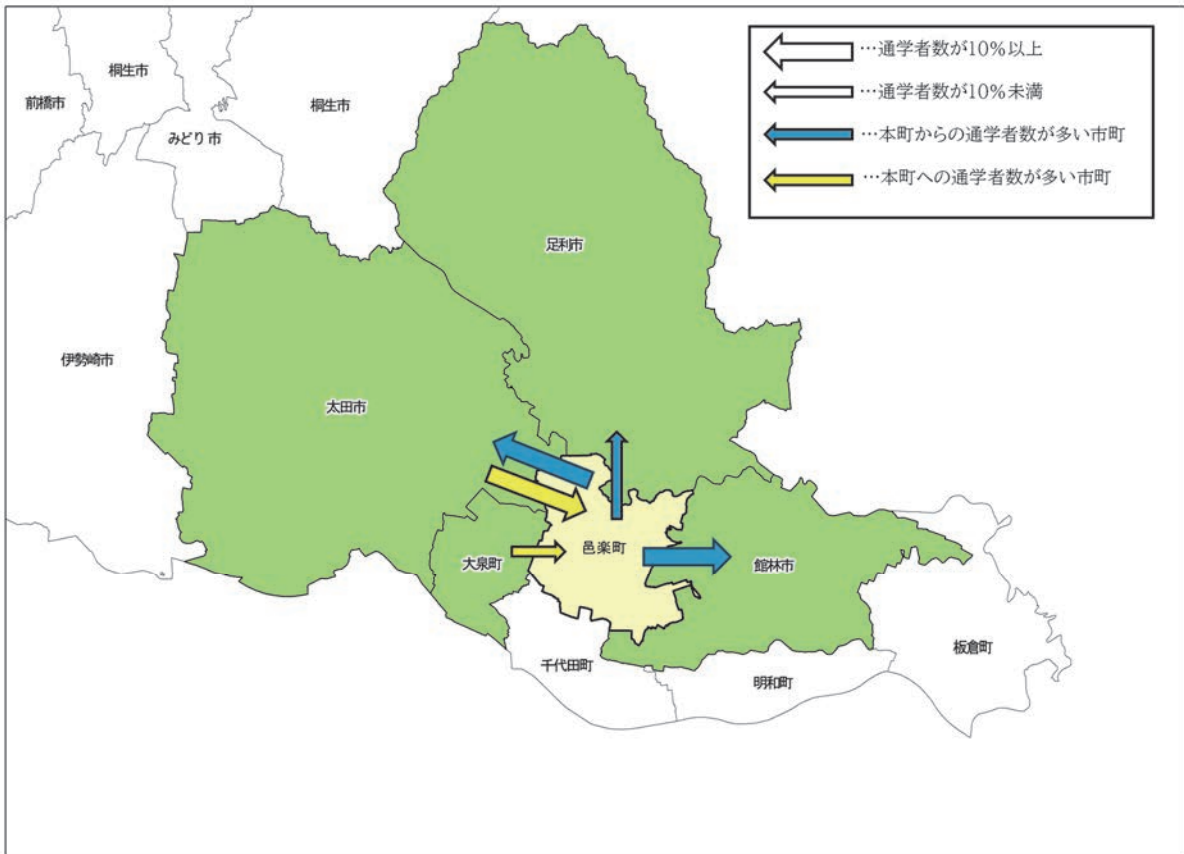 …通学者数が10%以上
…通学者数が10%未満
…本町からの通学者数が多い市町
…本町への通学者数が多い市町
桐生市
前橋市
桐生市
みどり市
足利市
伊勢崎市
太田市
大泉町
邑楽町
館林市
千代田町
明和町
板倉町